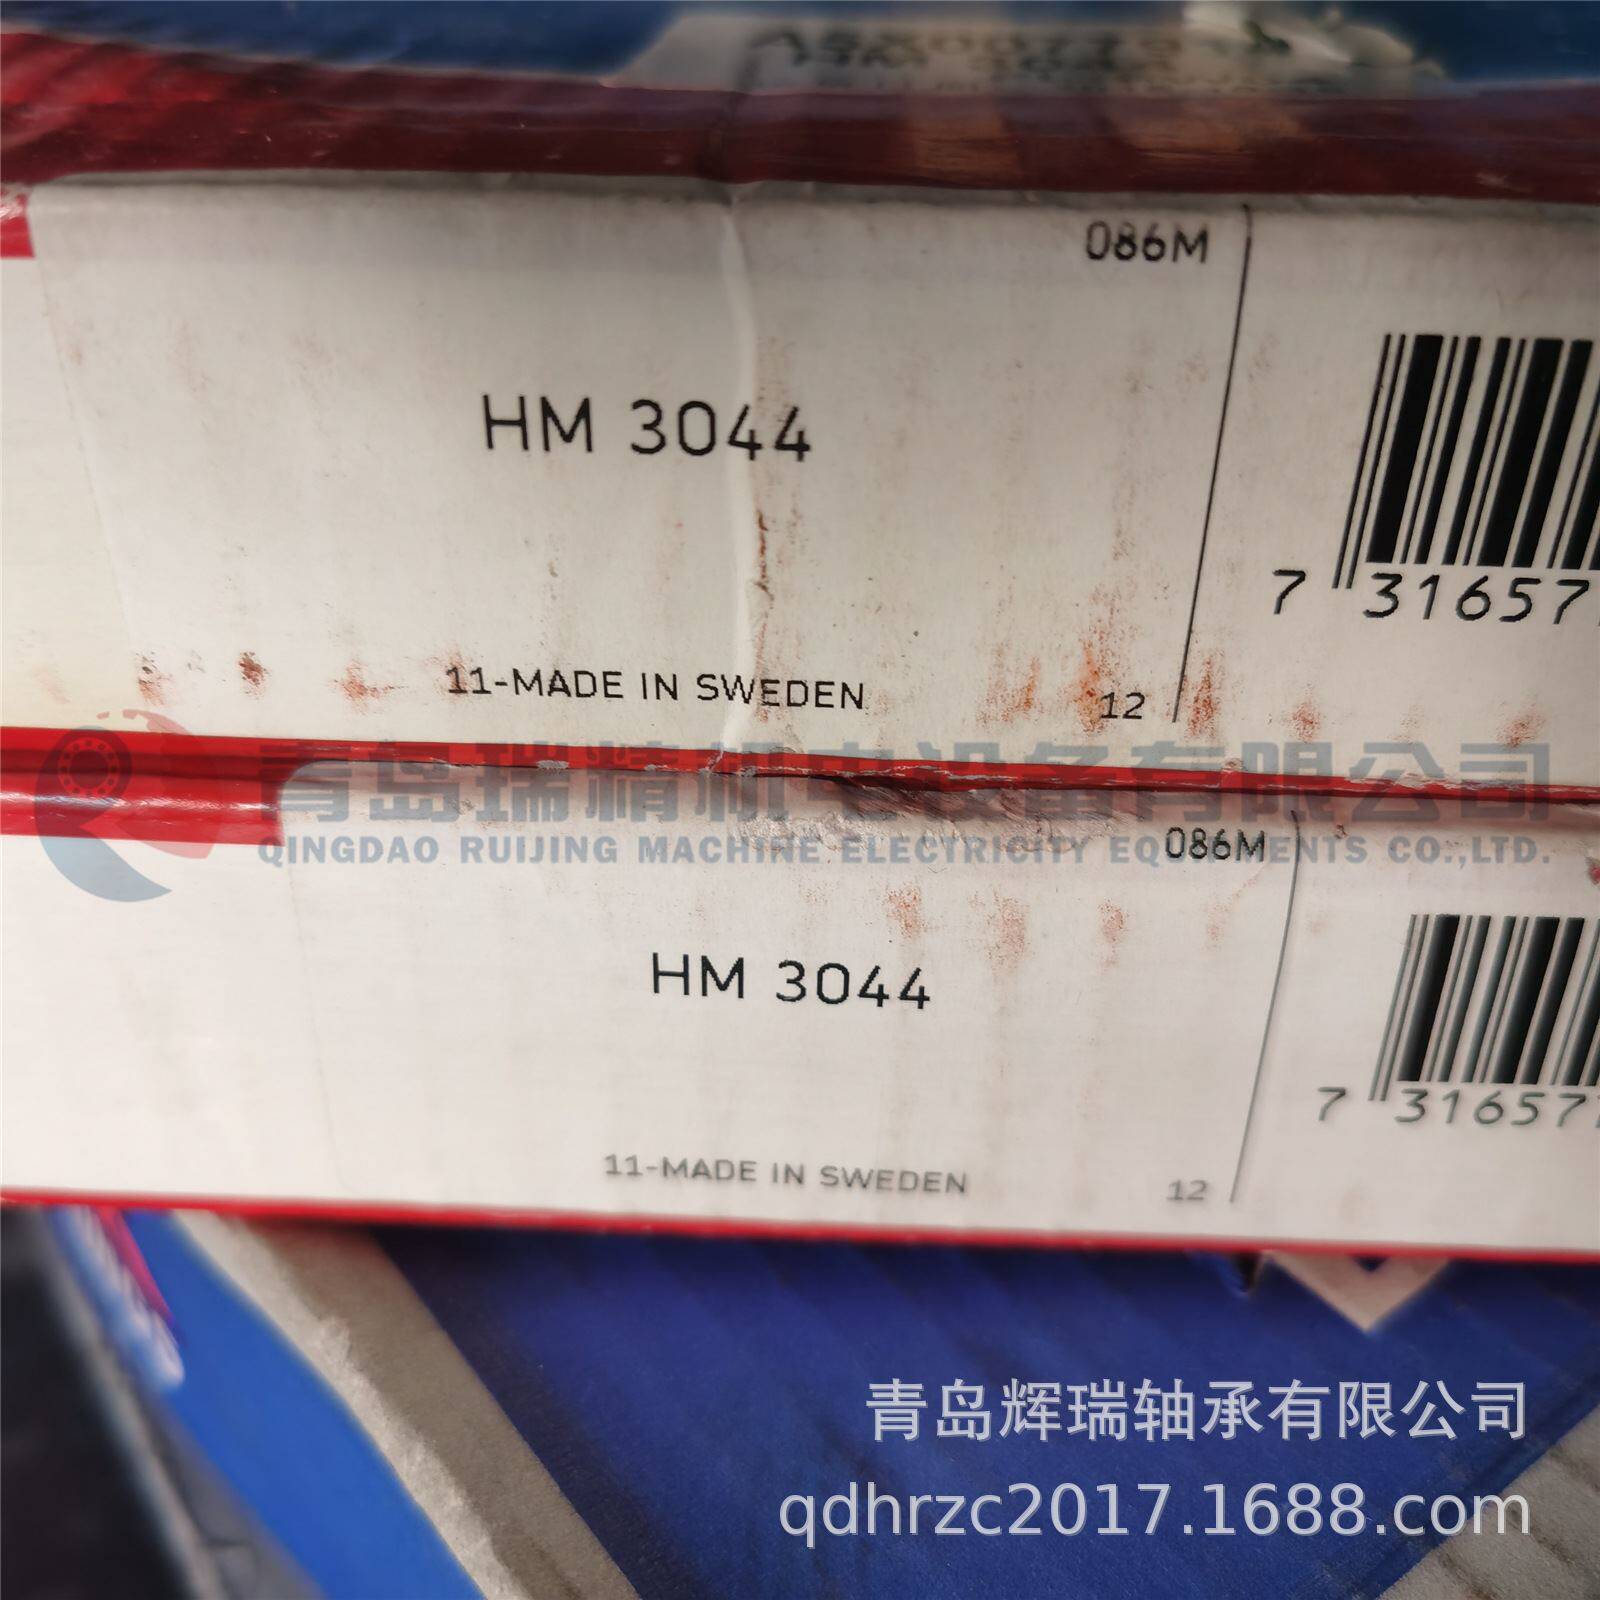 086M
HM 3044
7 316577
11-MADE IN SWEDEN
12
青岛瑞精机电设备有限公司
QINGDAO RUIJING MACHINE ELECTRICITY EQUIPMENTS CO.,LTD.
086M
HM 3044
7 316577
11-MADE IN SWEDEN
12
青岛辉瑞轴承有限公司
qdhrzc2017.1688.com